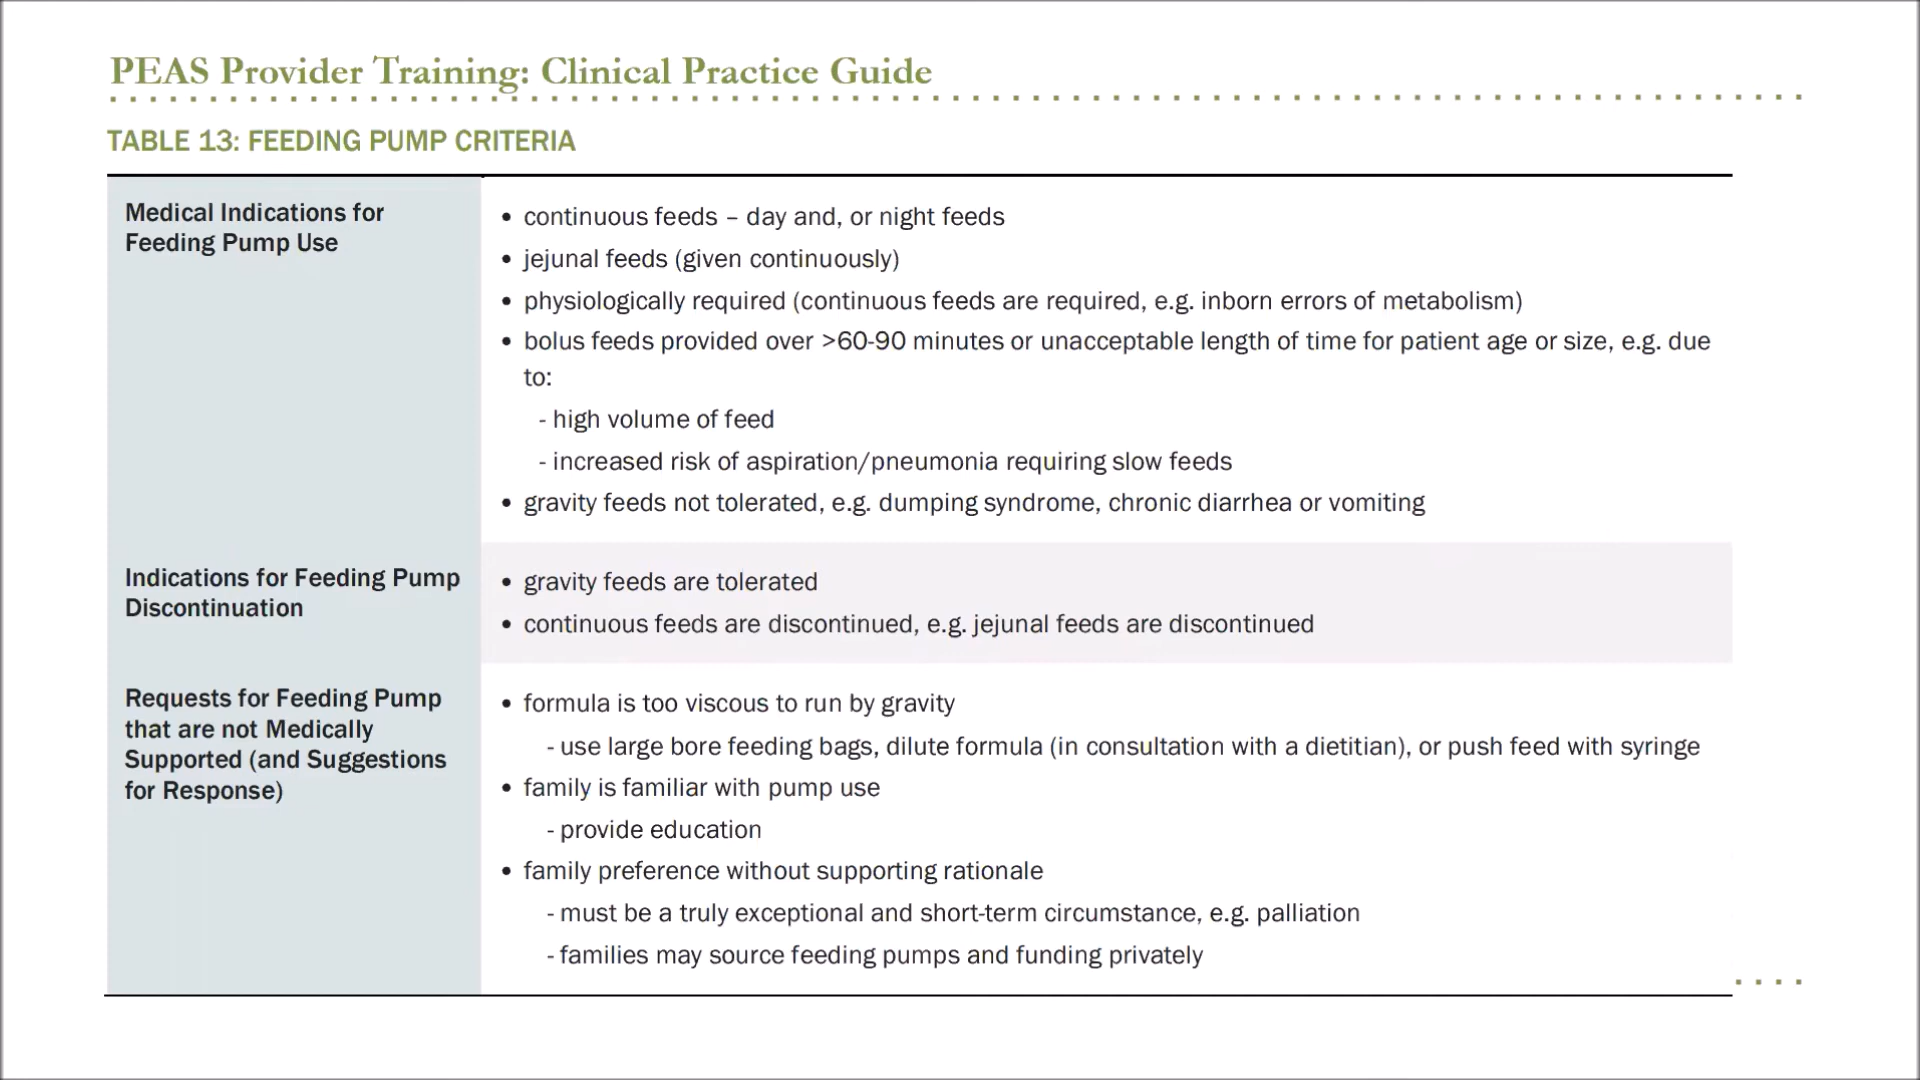 PEAS Provider Training: Clinical Practice Guide
TABLE 13: FEEDING PUMP CRITERIA
Medical Indications for
Feeding Pump Use
• continuous feeds – day and, or night feeds
• jejunal feeds (given continuously)
• physiologically required (continuous feeds are required, e.g. inborn errors of metabolism)
• bolus feeds provided over >60-90 minutes or unacceptable length of time for patient age or size, e.g. due
to:
- high volume of feed
- increased risk of aspiration/pneumonia requiring slow feeds
• gravity feeds not tolerated, e.g. dumping syndrome, chronic diarrhea or vomiting
Indications for Feeding Pump
Discontinuation
• gravity feeds are tolerated
• continuous feeds are discontinued, e.g. jejunal feeds are discontinued
Requests for Feeding Pump
that are not Medically
Supported (and Suggestions
for Response)
• formula is too viscous to run by gravity
- use large bore feeding bags, dilute formula (in consultation with a dietitian), or push feed with syringe
• family is familiar with pump use
- provide education
• family preference without supporting rationale
- must be a truly exceptional and short-term circumstance, e.g. palliation
- families may source feeding pumps and funding privately